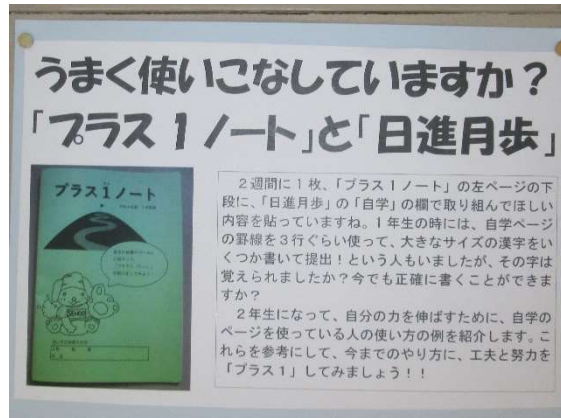 うまく使いこなしていますか？
「プラス１ノート」と「日進月歩」
プラス１ノート
２週間に１枚、「プラス１ノート」の左ページの下
段に、「日進月歩」の「自学」の欄で取り組んでほしい
内容を貼っていますね。１年生の時には、自学ページ
の罫線を３行ぐらい使って、大きなサイズの漢字をい
くつか書いて提出！という人もいましたが、その字は
覚えられましたか？今でも正確に書くことができま
すか？
２年生になって、自分の力を伸ばすために、自学の
ページを使っている人の使い方の例を紹介します。こ
れらを参考にして、今までのやり方に、工夫と努力を
「プラス１」してみましょう！！